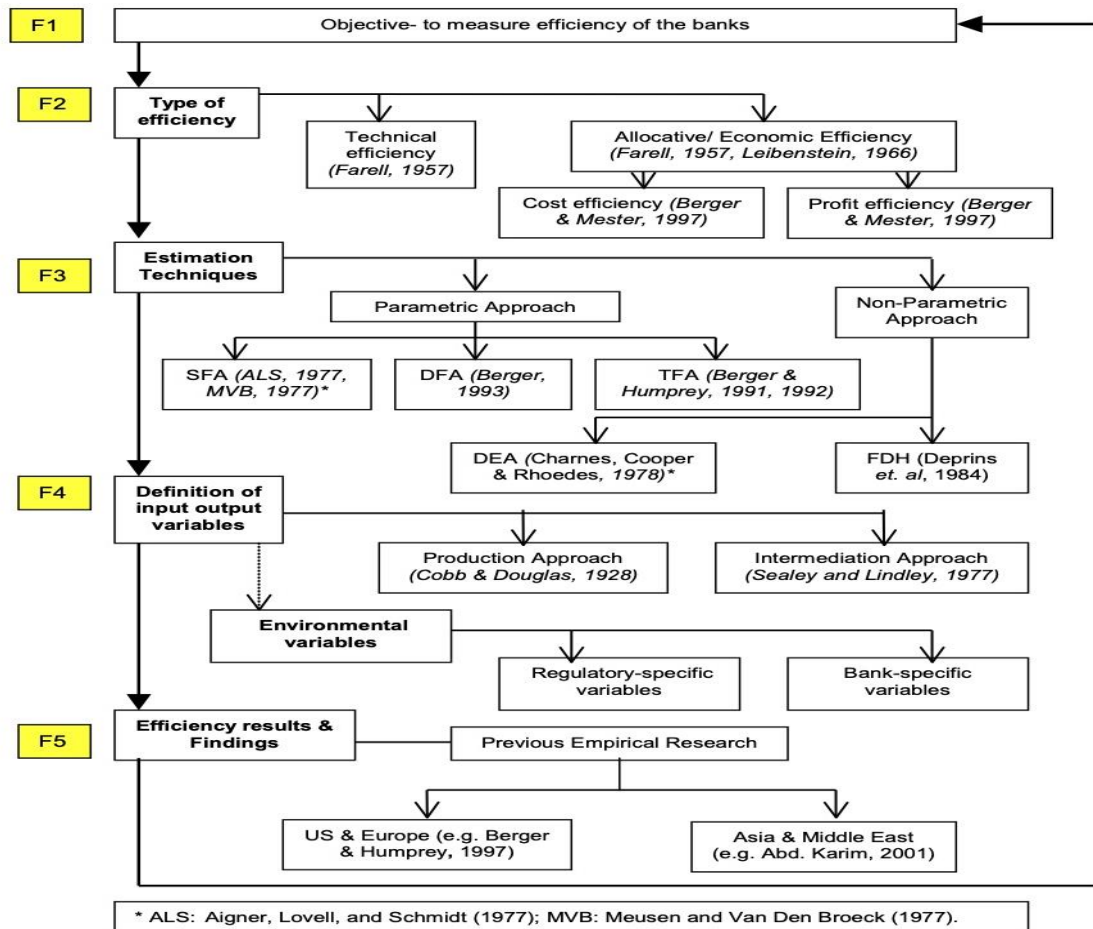 F1
Objective- to measure efficiency of the banks
F2
Type of
efficiency
Technical
efficiency
(Farell, 1957)
Allocative/ Economic Efficiency
(Farell, 1957, Leibenstein, 1966)
Cost efficiency (Berger
& Mester, 1997)
Profit efficiency (Berger
& Mester, 1997)
F3
Estimation
Techniques
Parametric Approach
Non-Parametric
Approach
SFA (ALS, 1977,
MVB, 1977)*
DFA (Berger,
1993)
TFA (Berger &
Humprey, 1991, 1992)
DEA (Charnes, Cooper
& Rhoedes, 1978)*
FDH (Deprins
et. al, 1984)
F4
Definition of
input output
variables
Production Approach
(Cobb & Douglas, 1928)
Intermediation Approach
(Sealey and Lindley, 1977)
Environmental
variables
Regulatory-specific
variables
Bank-specific
variables
F5
Efficiency results &
Findings
Previous Empirical Research
US & Europe (e.g. Berger
& Humprey, 1997)
Asia & Middle East
(e.g. Abd. Karim, 2001)
* ALS: Aigner, Lovell, and Schmidt (1977); MVB: Meusen and Van Den Broeck (1977).